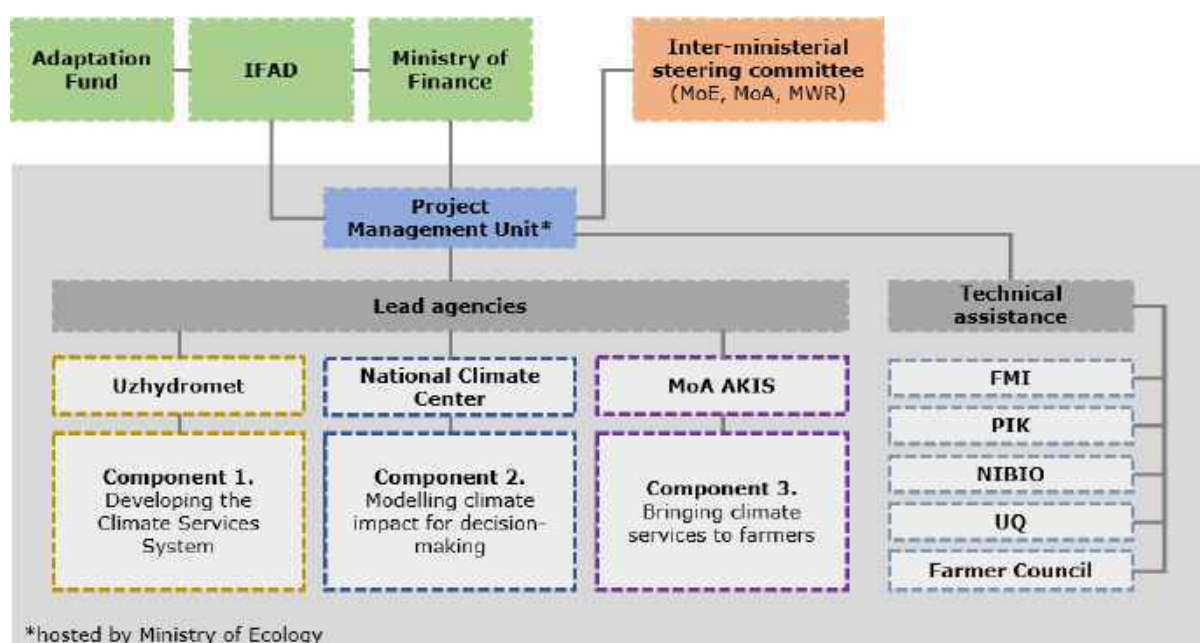 Adaptation
Fund
IFAD
Ministry of
Finance
Inter-ministerial
steering committee
(MoE, MoA, MWR)
Project
Management Unit*
Lead agencies
Technical
assistance
Uzhydromet
National Climate
Center
MoA AKIS
Component 1.
Developing the
Climate Services
System
Component 2.
Modelling climate
impact for decision-
making
Component 3.
Bringing climate
services to farmers
FMI
PIK
NIBIO
UQ
Farmer Council
*hosted by Ministry of Ecology